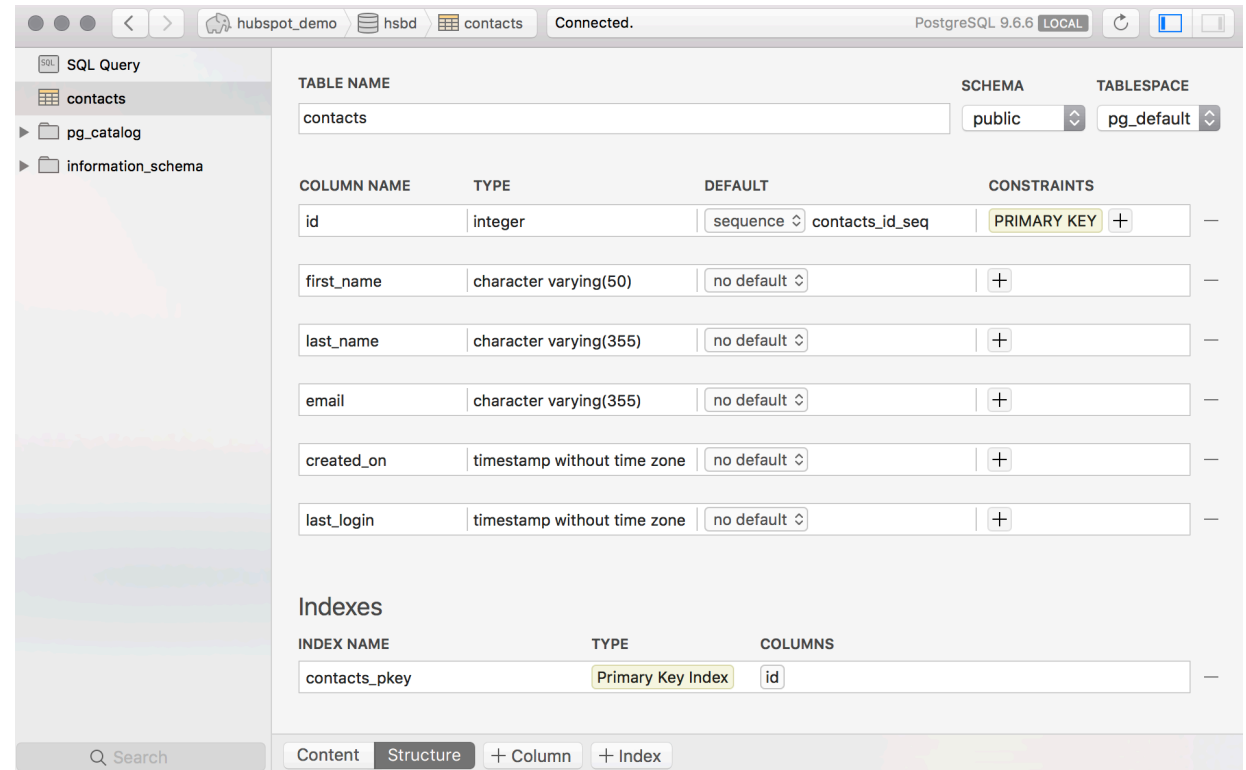 hubspot_demo hsbd contacts Connected. PostgreSQL 9.6.6 LOCAL
SQL SQL Query
contacts
pg_catalog
information_schema
TABLE NAME SCHEMA TABLESPACE
contacts public pg_default
COLUMN NAME TYPE DEFAULT CONSTRAINTS
id integer sequence contacts_id_seq PRIMARY KEY +
first_name character varying(50) no default +
last_name character varying(355) no default +
email character varying(355) no default +
created_on timestamp without time zone no default +
last_login timestamp without time zone no default +
Indexes
INDEX NAME TYPE COLUMNS
contacts_pkey Primary Key Index id
Search Content Structure + Column + Index